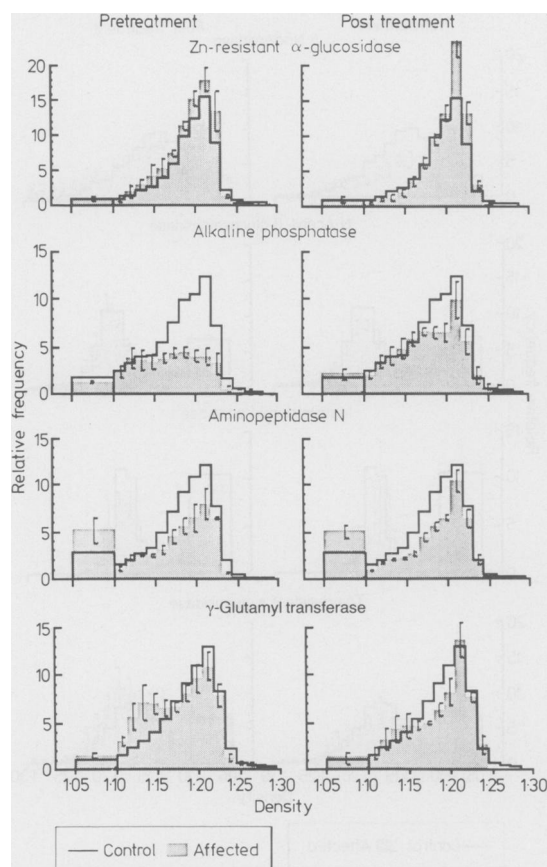 Pretreatment Post treatment
Zn-resistant α-glucosidase
20
15
10
5
0
Alkaline phosphatase
15
10
5
0
Aminopeptidase N
15
10
5
0
γ-Glutamyl transferase
15
10
5
0
1·05 1·10 1·15 1·20 1·25 1·30 1·05 1·10 1·15 1·20 1·25 1·30
Density
Relative frequency
Control Affected